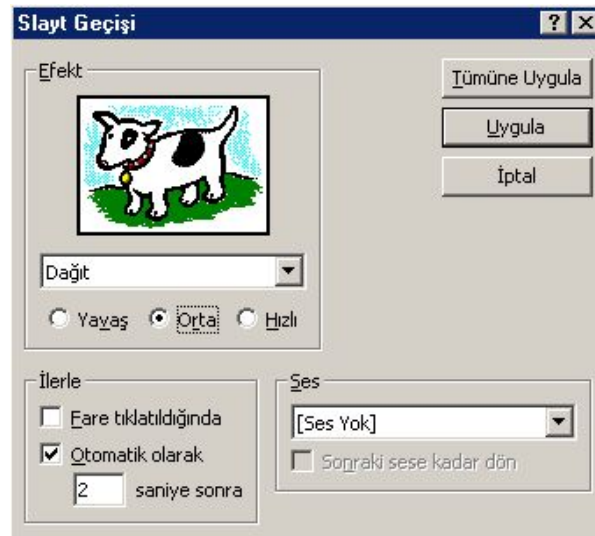 Slayt Geçişi
Efekt
Tümüne Uygula
Uygula
İptal
Dağıt
Yavaş Orta Hızlı
İlerle
Fare tıklatıldığında
Otomatik olarak
2 saniye sonra
Ses
[Ses Yok]
Sonraki sese kadar dön